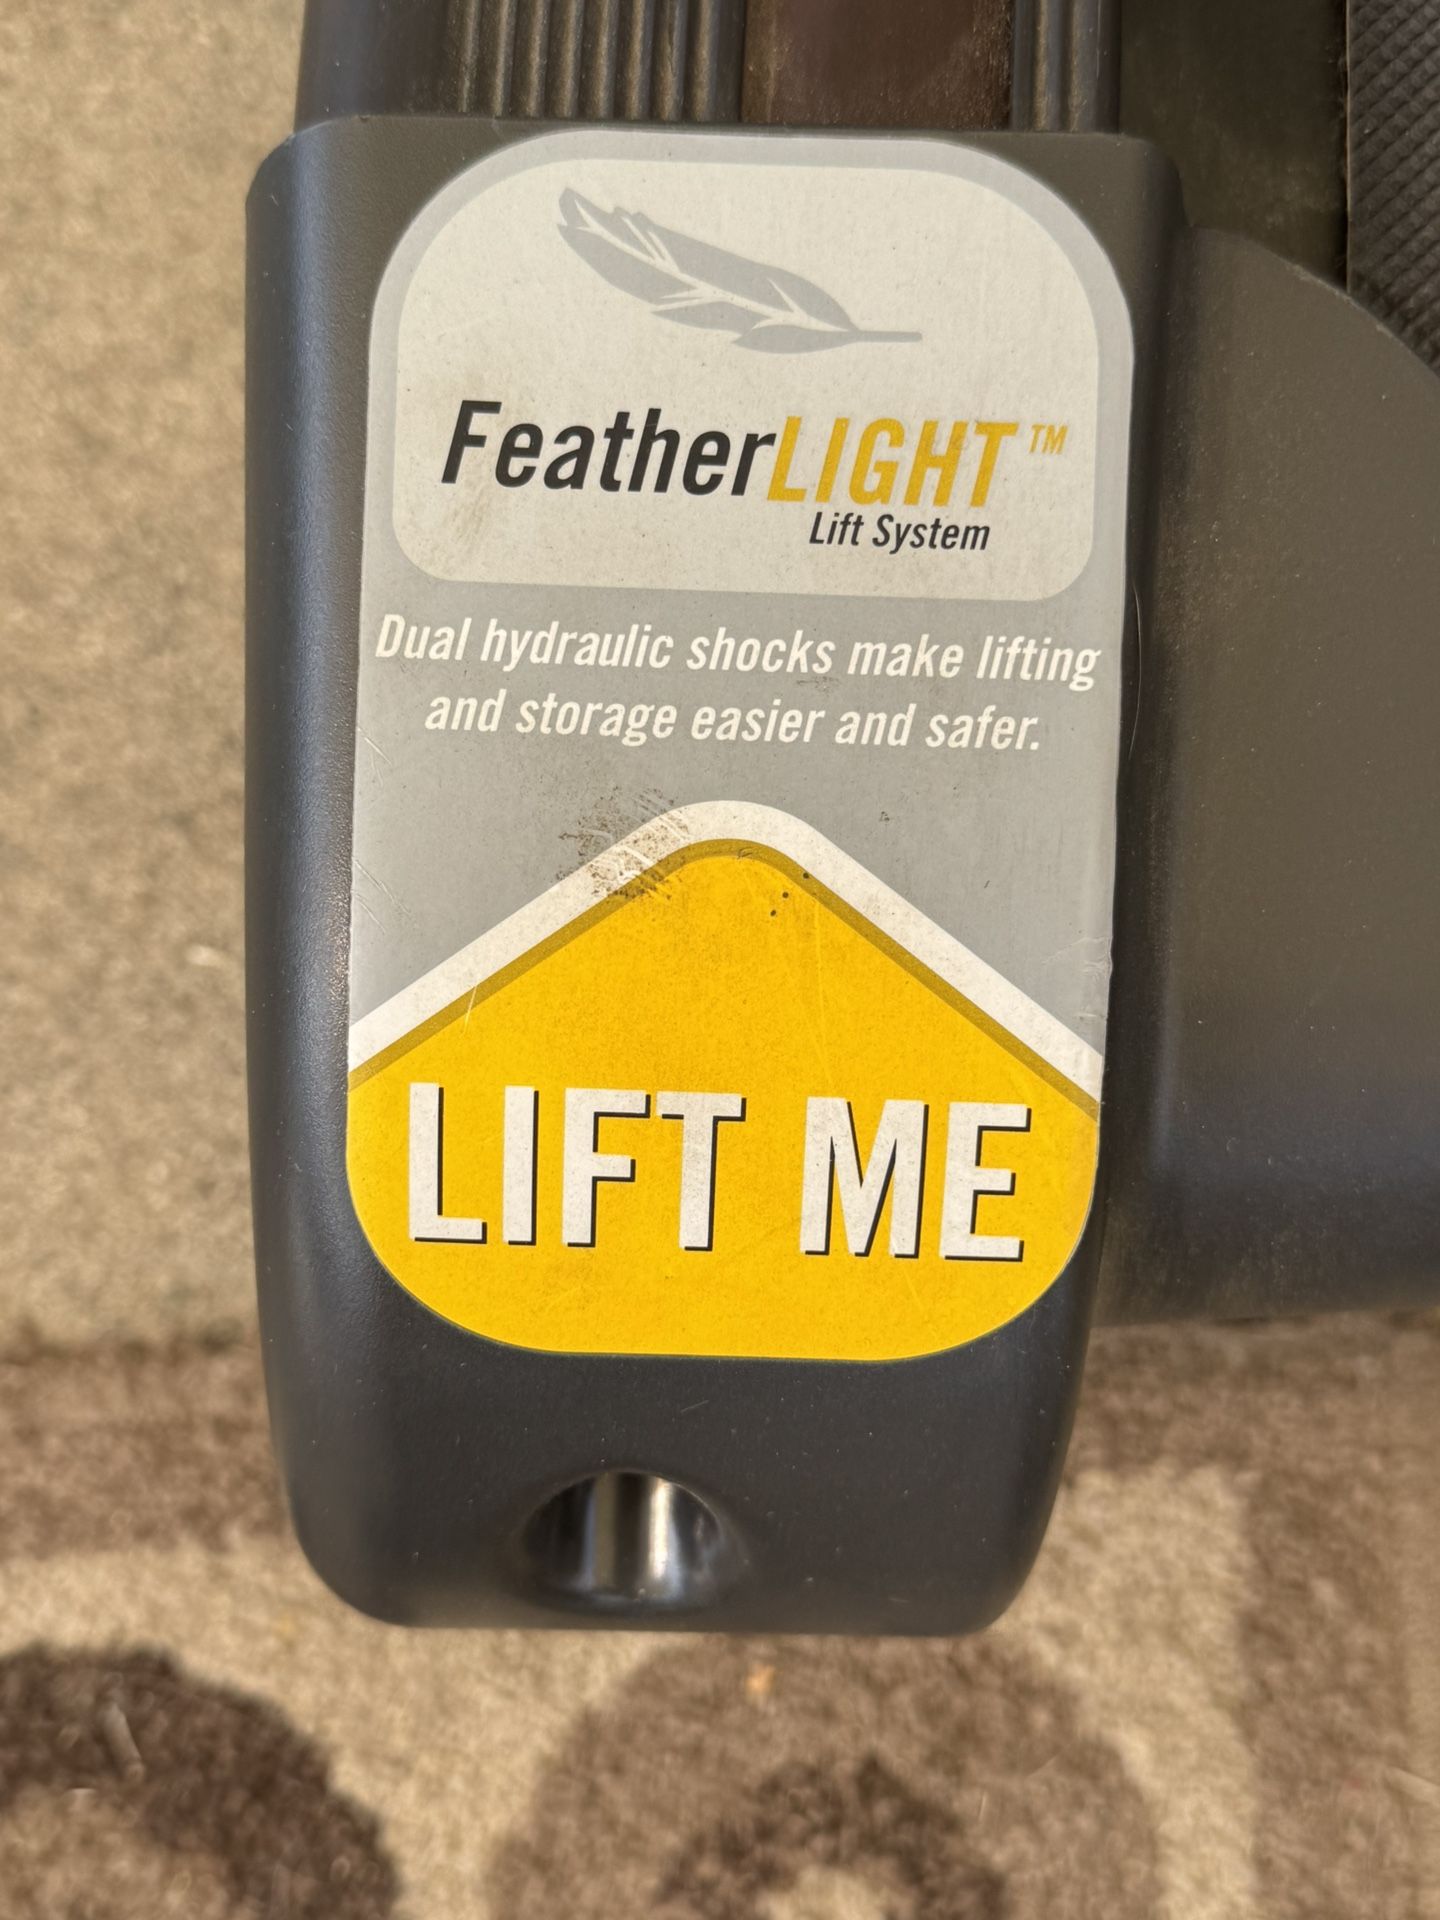 FeatherLIGHT™
Lift System
Dual hydraulic shocks make lifting
and storage easier and safer.
LIFT ME